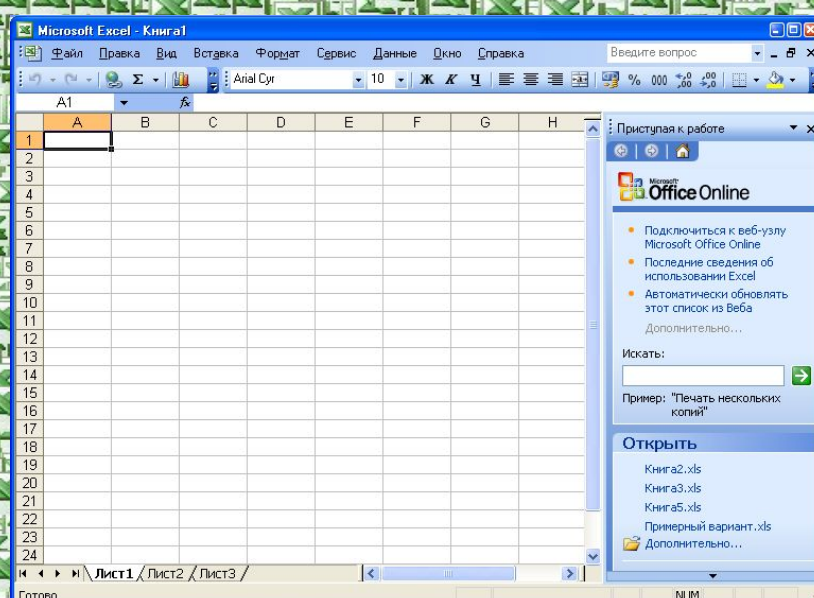 Microsoft Excel - Книга1
Файл Правка Вид Вставка Формат Сервис Данные Окно Справка Введите вопрос
Σ Arial Cyr 10 Ж К Ч % 000
A1 fx
A B C D E F G H
1
2
3
4
5
6
7
8
9
10
11
12
13
14
15
16
17
18
19
20
21
22
23
24
Лист1 Лист2 Лист3
Готово NUM
Приступая к работе
Microsoft
Office Online
Подключиться к веб-узлу
Microsoft Office Online
Последние сведения об
использовании Excel
Автоматически обновлять
этот список из Веба
Дополнительно...
Искать:
Пример: "Печать нескольких
копий"
Открыть
Книга2.xls
Книга3.xls
Книга5.xls
Примерный вариант.xls
Дополнительно...